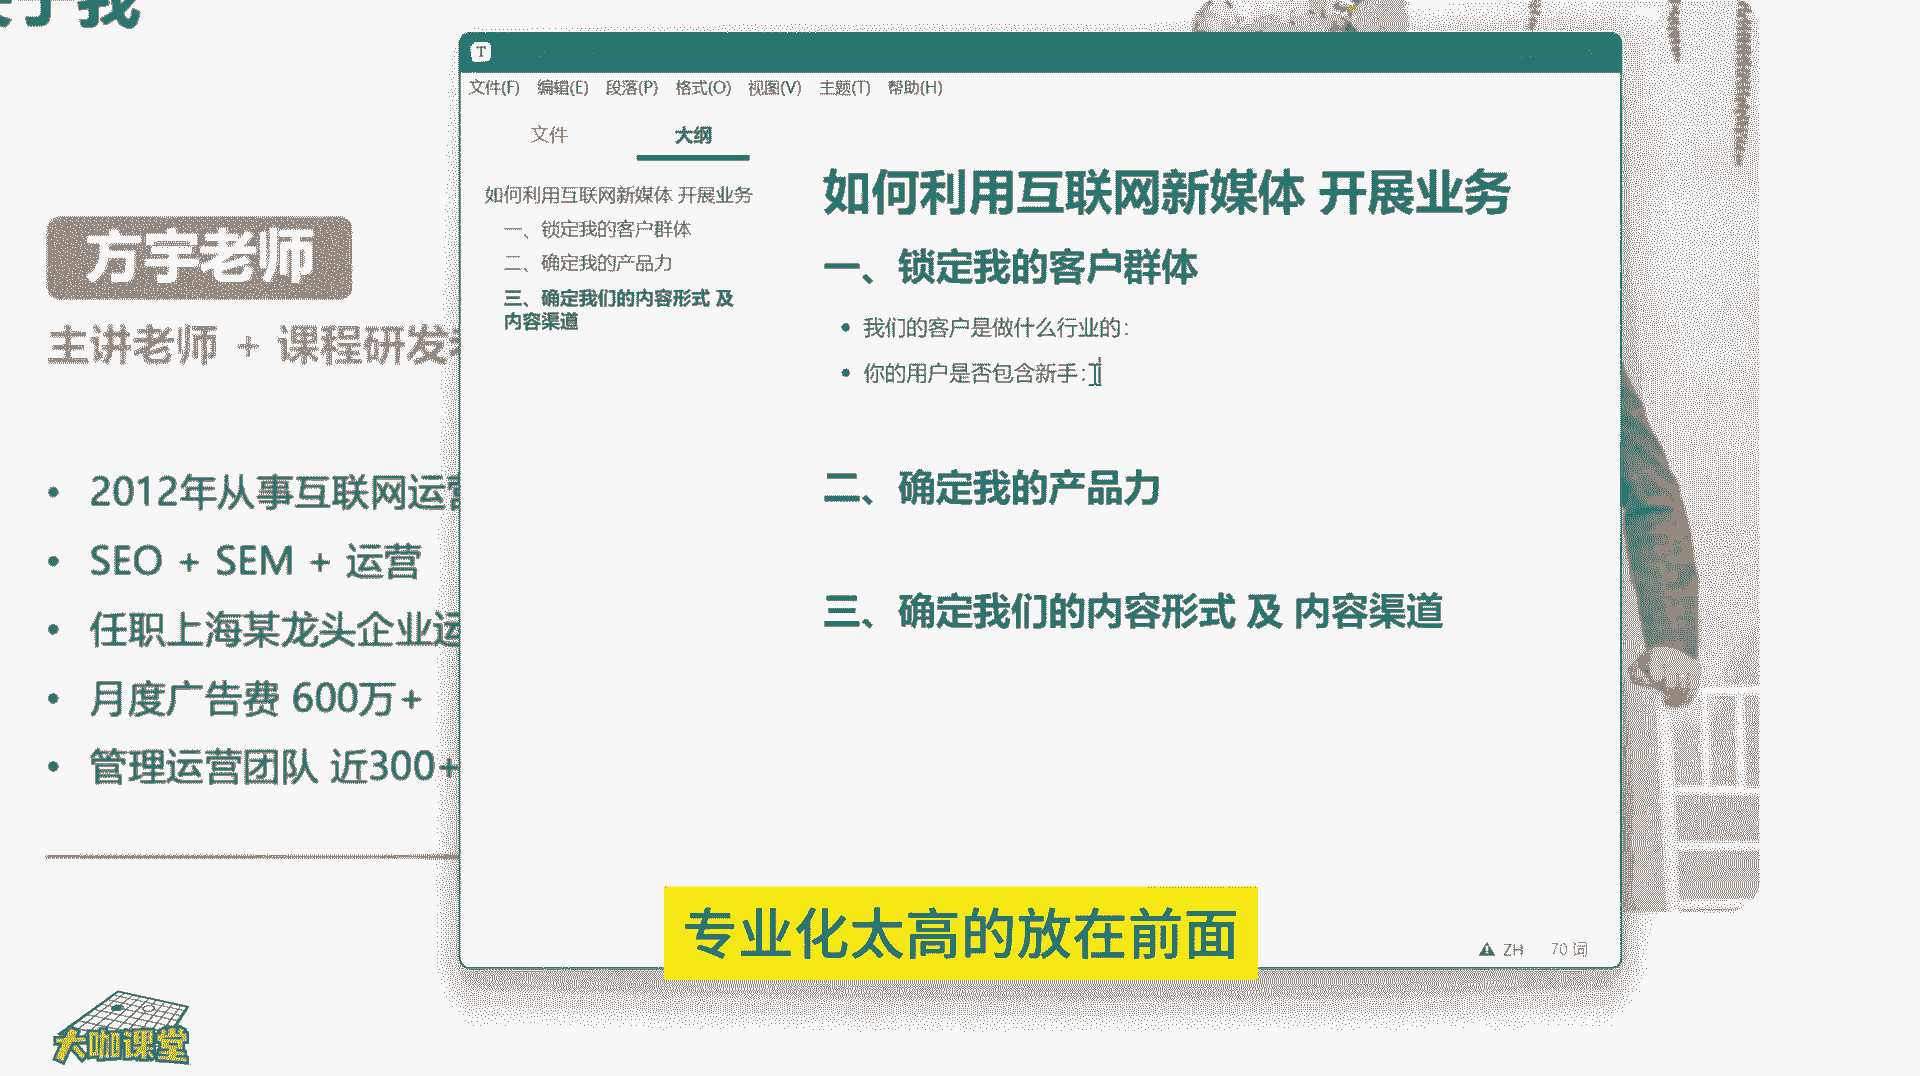 方宇老师
主讲老师 + 课程研发
• 2012年从事互联网运营
• SEO + SEM + 运营
• 任职上海某龙头企业运
• 月度广告费 600万+
• 管理运营团队 近300+
大咖课堂
T
文件(F) 编辑(E) 段落(P) 格式(O) 视图(V) 主题(T) 帮助(H)
文件 大纲
如何利用互联网新媒体 开展业务
一、锁定我的客户群体
二、确定我的产品力
三、确定我们的内容形式 及
内容渠道
如何利用互联网新媒体 开展业务
一、锁定我的客户群体
• 我们的客户是做什么行业的：
• 你的用户是否包含新手：
二、确定我的产品力
三、确定我们的内容形式 及 内容渠道
ZH 70 词
专业化太高的放在前面